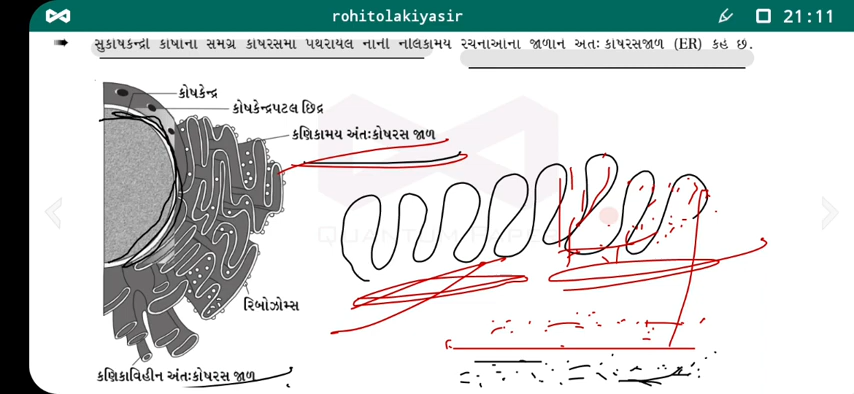 rohitolakiyasir
21:11
➡ સુકોષકેન્દ્રી કોષોના સમગ્ર કોષરસમાં પથરાયેલ નાની નલિકામય રચનાઓના જાળાને અંતઃ કોષરસજાળ (ER) કહે છે.
કોષકેન્દ્ર
કોષકેન્દ્રપટલ છિદ્ર
કણિકામય અંતઃકોષરસ જાળ
રિબોઝોમ્સ
કણિકાવિહીન અંતઃકોષરસ જાળ